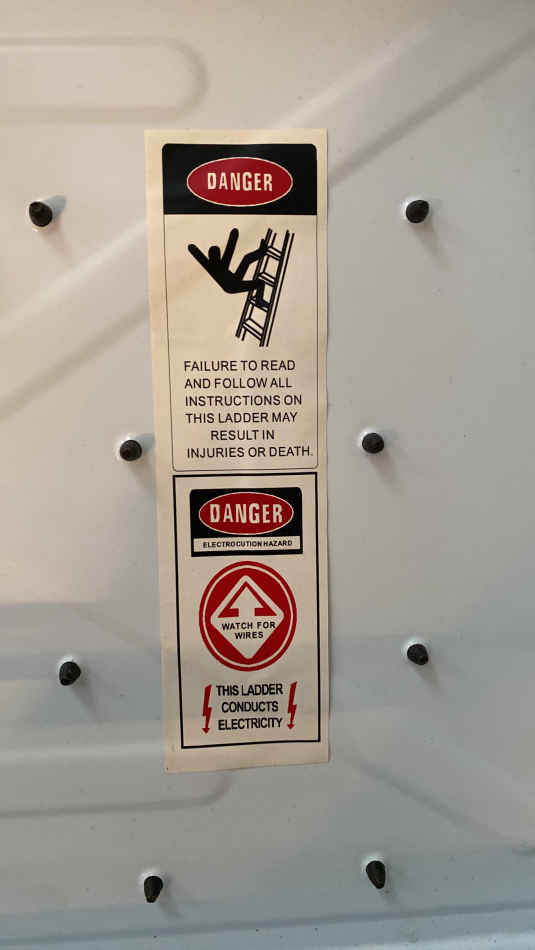 DANGER
FAILURE TO READ
AND FOLLOW ALL
INSTRUCTIONS ON
THIS LADDER MAY
RESULT IN
INJURIES OR DEATH.
DANGER
ELECTROCUTION HAZARD
WATCH FOR
WIRES
THIS LADDER
CONDUCTS
ELECTRICITY